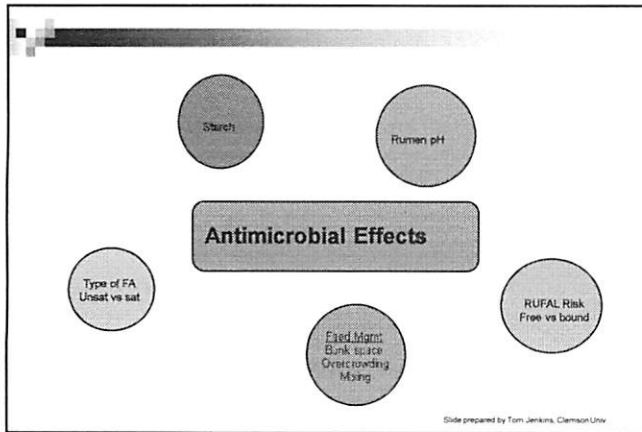 Starch
Rumen pH
Antimicrobial Effects
Type of FA
Unsat vs sat
RUFAL Risk
Free vs bound
Feed Mgmt
Bunk space
Overcrowding
Mixing
Slide prepared by Tom Jenkins, Clemson Univ